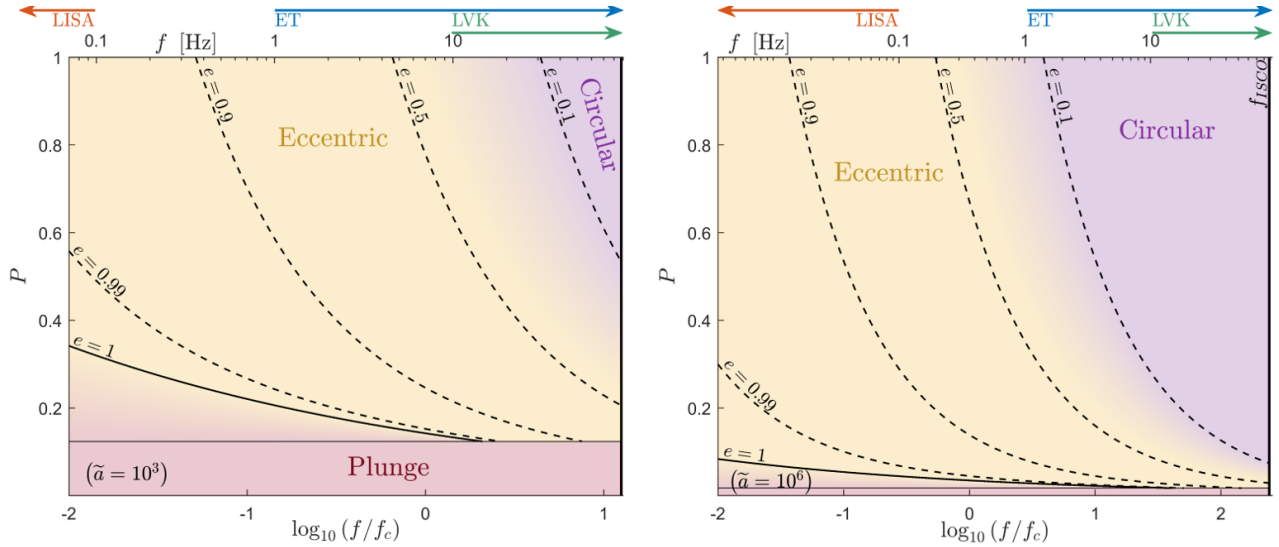 LISA
ET
LVK
0.1
f [Hz]
1
10
e = 0.9
e = 0.5
e = 0.1
Circular
Eccentric
e = 0.99
e = 1
Plunge
(ã = 10³)
P
1
0.8
0.6
0.4
0.2
-2
-1
0
1
log₁₀ (f/f_c)
LISA
ET
LVK
f [Hz]
0.1
1
10
e = 0.9
e = 0.5
e = 0.1
f_ISCO
Circular
Eccentric
e = 0.99
e = 1
(ã = 10⁶)
Plunge
P
1
0.8
0.6
0.4
0.2
-2
-1
0
1
2
log₁₀ (f/f_c)